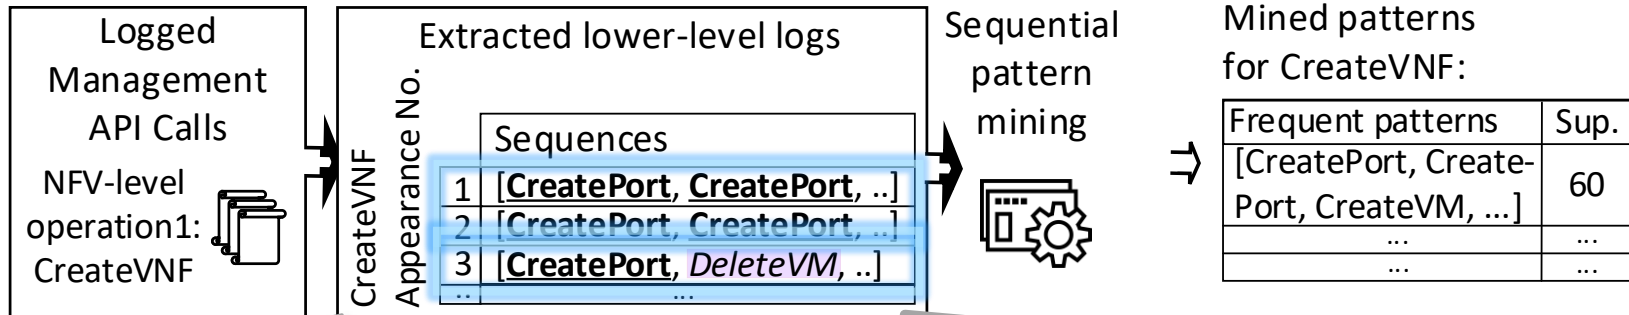 Logged
Management
API Calls
NFV-level
operation1:
CreateVNF
Extracted lower-level logs
CreateVNF
Appearance No.
Sequences
1 [CreatePort, CreatePort, ..]
2 [CreatePort, CreatePort, ..]
3 [CreatePort, DeleteVM, ..]
.. ...
Sequential
pattern
mining
Mined patterns
for CreateVNF:
Frequent patterns Sup.
[CreatePort, Create-
Port, CreateVM, ...] 60
... ...
... ...